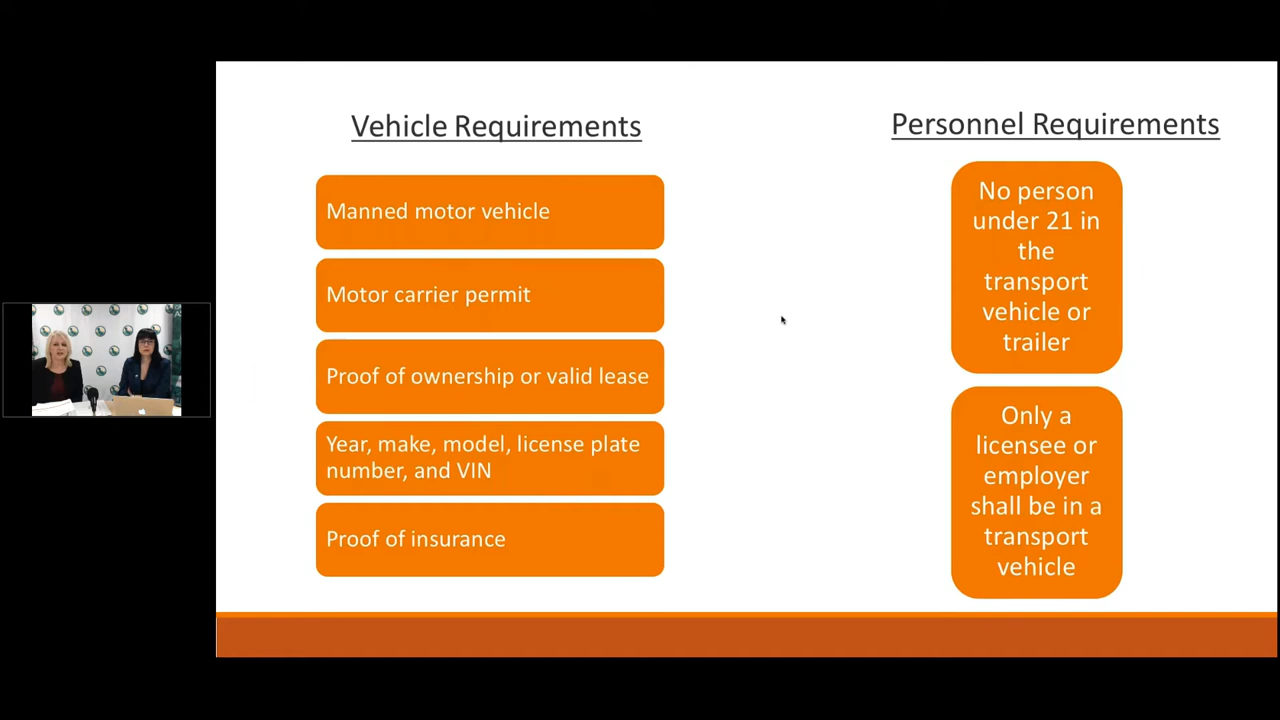 Vehicle Requirements
Manned motor vehicle
Motor carrier permit
Proof of ownership or valid lease
Year, make, model, license plate
number, and VIN
Proof of insurance
Personnel Requirements
No person
under 21 in
the
transport
vehicle or
trailer
Only a
licensee or
employer
shall be in a
transport
vehicle